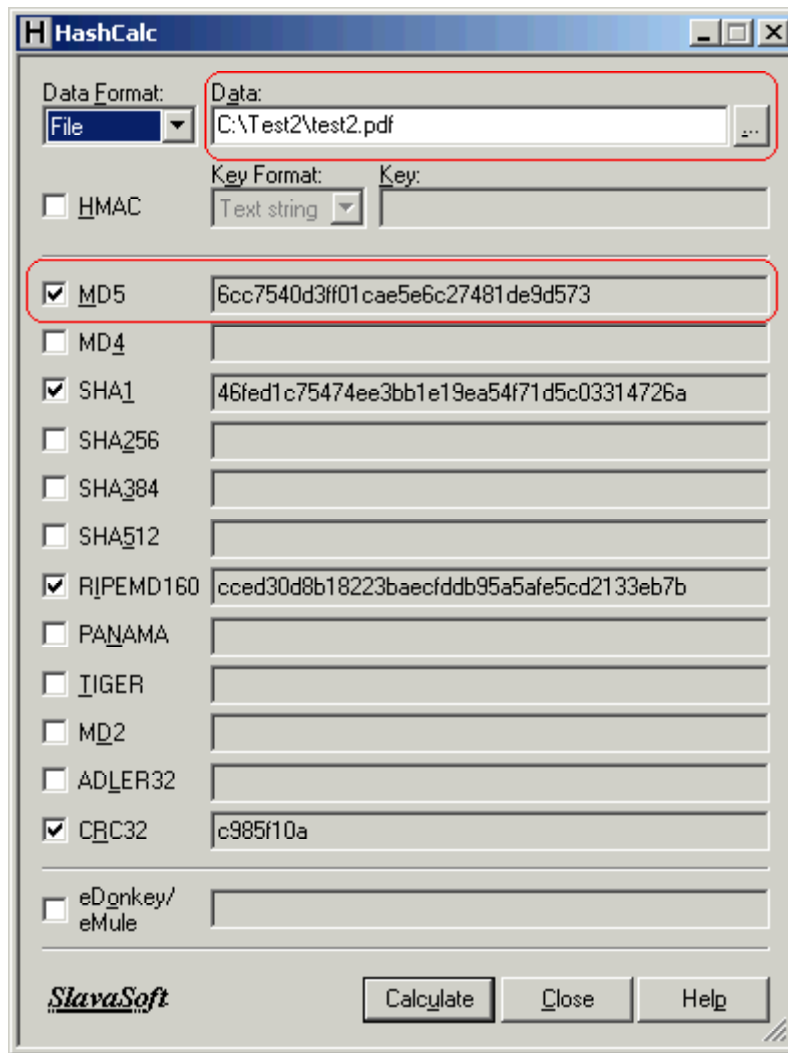 HashCalc
Data Format:
Data:
File
C:\Test2\test2.pdf
...
Key Format:
Key:
HMAC
Text string
MD5
6cc7540d3ff01cae5e6c27481de9d573
MD4
SHA1
46fed1c75474ee3bb1e19ea54f71d5c03314726a
SHA256
SHA384
SHA512
RIPEMD160
cced30d8b18223baecfddb95a5afe5cd2133eb7b
PANAMA
TIGER
MD2
ADLER32
CRC32
c985f10a
eDonkey/
eMule
SlavaSoft
Calculate
Close
Help